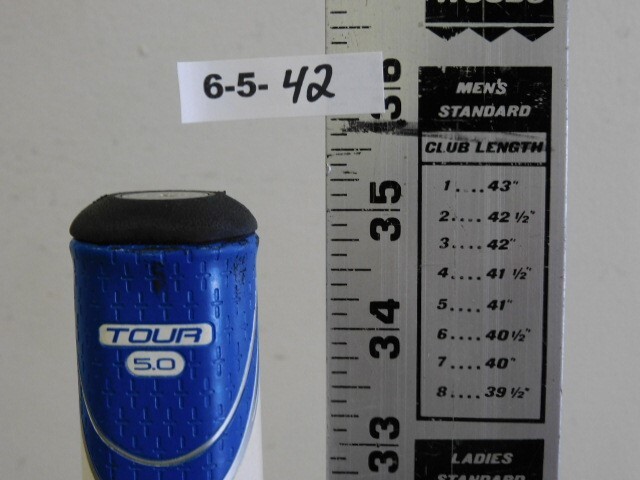 WOODS
6-5-42
36
35
34
33
MEN'S
STANDARD
CLUB LENGTH
1....43"
2....42 1/2"
3....42"
4....41 1/2"
5....41"
6....40 1/2"
7....40"
8....39 1/2"
LADIES
STANDARD
TOUR
5.0